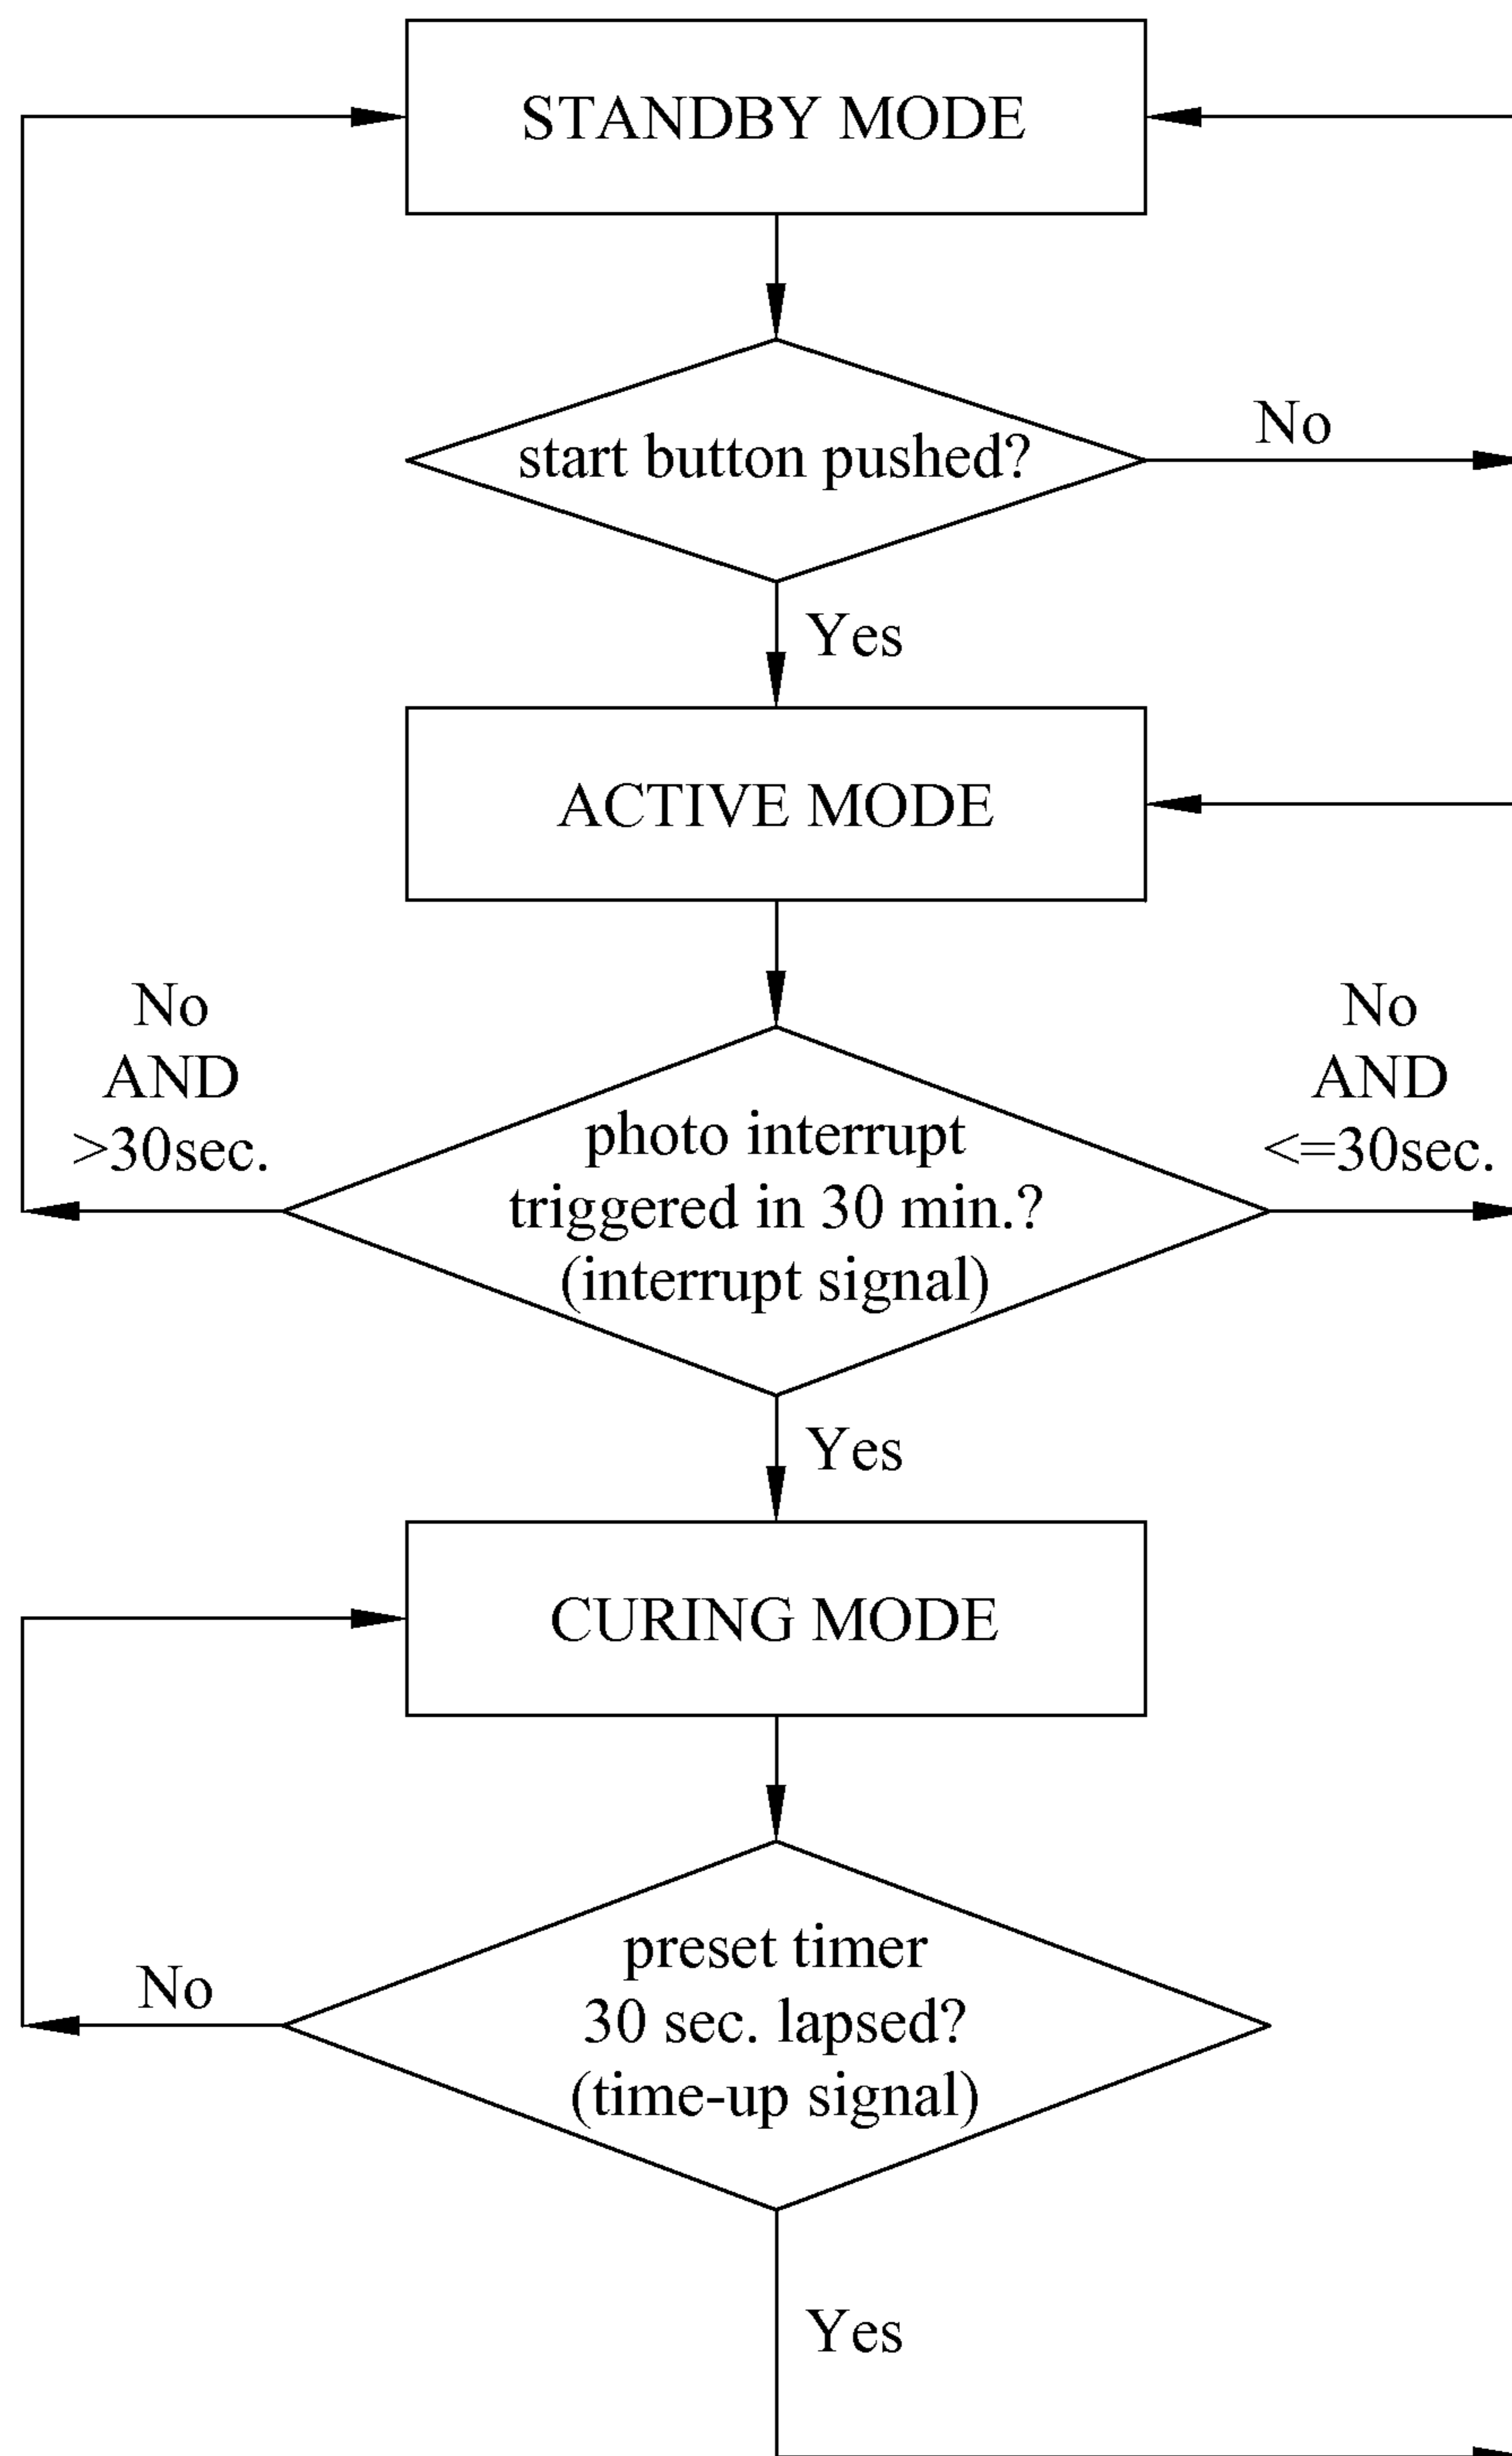 STANDBY MODE
start button pushed?
No
Yes
ACTIVE MODE
No
AND
>30sec.
No
AND
<=30sec.
photo interrupt
triggered in 30 min.?
(interrupt signal)
Yes
CURING MODE
preset timer
30 sec. lapsed?
(time-up signal)
No
Yes